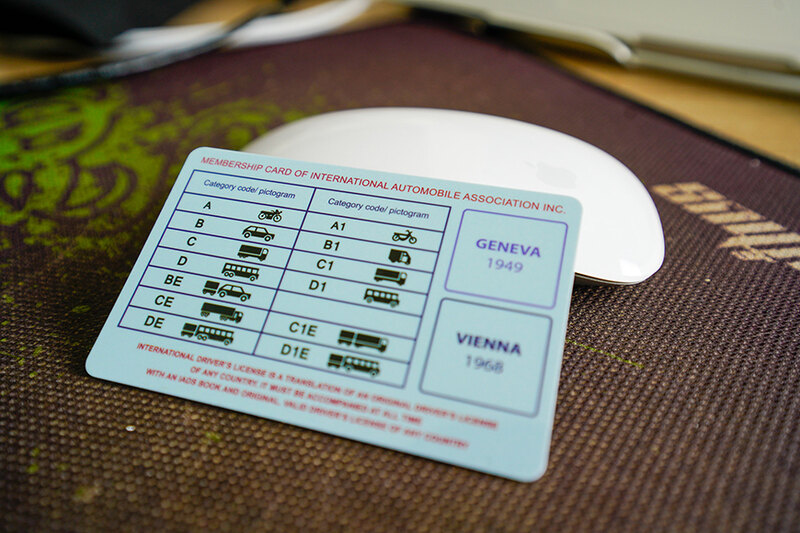 MEMBERSHIP CARD OF INTERNATIONAL AUTOMOBILE ASSOCIATION INC.
Category code/ pictogram
A
B
C
D
BE
CE
DE
Category code/ pictogram
A1
B1
C1
D1
C1E
D1E
GENEVA
1949
VIENNA
1968
INTERNATIONAL DRIVER'S LICENSE IS A TRANSLATION OF AN ORIGINAL DRIVER'S LICENSE
OF ANY COUNTRY. IT MUST BE ACCOMPANIED AT ALL TIME
WITH AN IADS BOOK AND ORIGINAL, VALID DRIVER'S LICENSE OF ANY COUNTRY